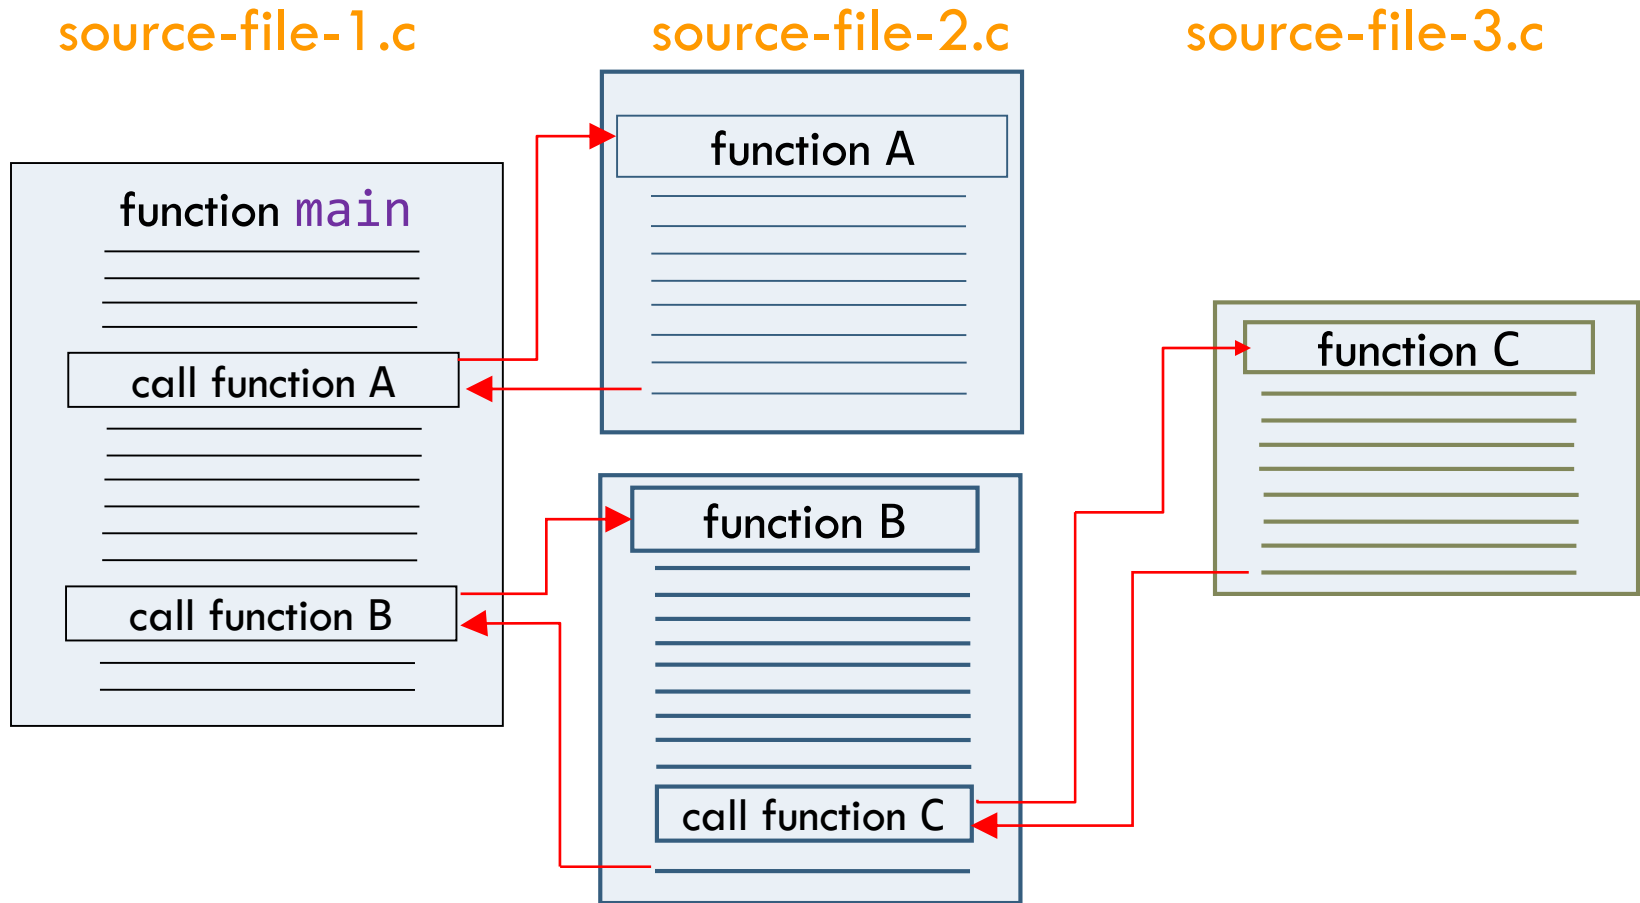 source-file-1.c
source-file-2.c
source-file-3.c
function main
call function A
call function B
function A
function B
call function C
function C